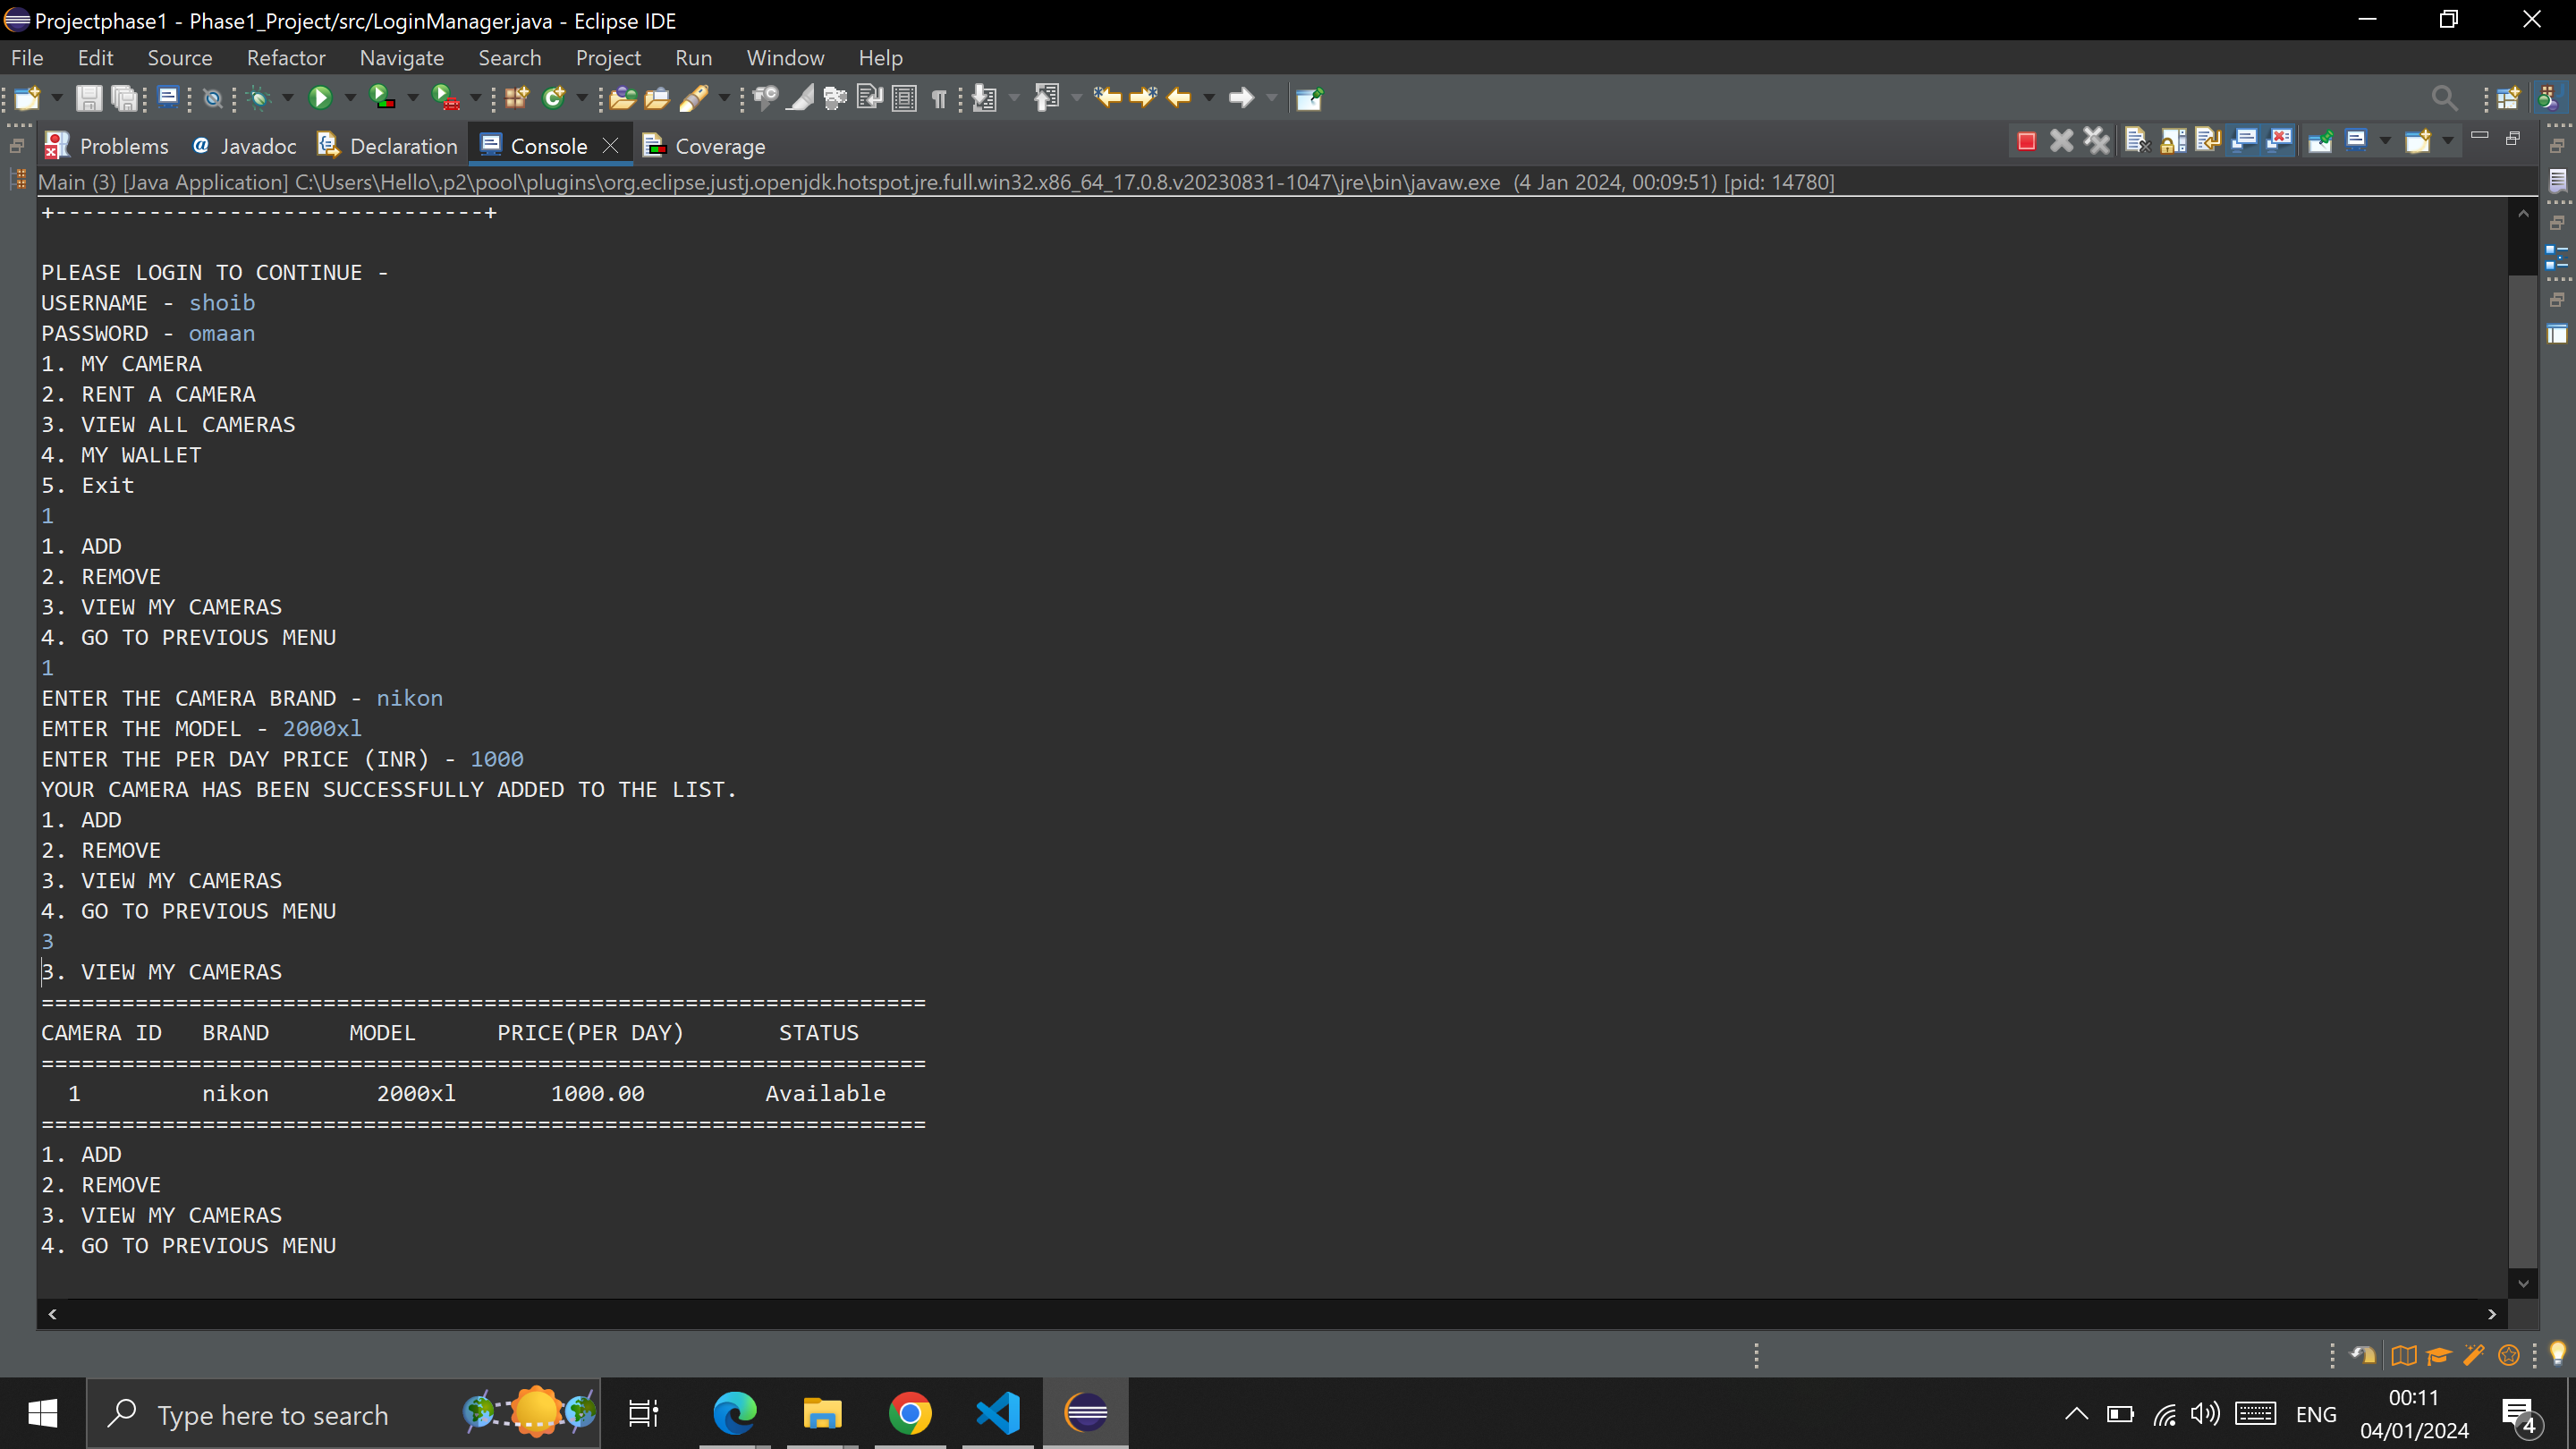 Projectphase1 - Phase1_Project/src/LoginManager.java - Eclipse IDE
File Edit Source Refactor Navigate Search Project Run Window Help
Problems Javadoc Declaration Console Coverage
Main (3) [Java Application] C:\Users\Hello\.p2\pool\plugins\org.eclipse.justj.openjdk.hotspot.jre.full.win32.x86_64_17.0.8.v20230831-1047\jre\bin\javaw.exe (4 Jan 2024, 00:09:51) [pid: 14780]
+--------------------------------+
PLEASE LOGIN TO CONTINUE -
USERNAME - shoib
PASSWORD - omaan
1. MY CAMERA
2. RENT A CAMERA
3. VIEW ALL CAMERAS
4. MY WALLET
5. Exit
1
1. ADD
2. REMOVE
3. VIEW MY CAMERAS
4. GO TO PREVIOUS MENU
1
ENTER THE CAMERA BRAND - nikon
EMTER THE MODEL - 2000xl
ENTER THE PER DAY PRICE (INR) - 1000
YOUR CAMERA HAS BEEN SUCCESSFULLY ADDED TO THE LIST.
1. ADD
2. REMOVE
3. VIEW MY CAMERAS
4. GO TO PREVIOUS MENU
3
3. VIEW MY CAMERAS
==================================================================
CAMERA ID BRAND MODEL PRICE(PER DAY) STATUS
==================================================================
1 nikon 2000xl 1000.00 Available
==================================================================
1. ADD
2. REMOVE
3. VIEW MY CAMERAS
4. GO TO PREVIOUS MENU
Type here to search
ENG
00:11
04/01/2024
4